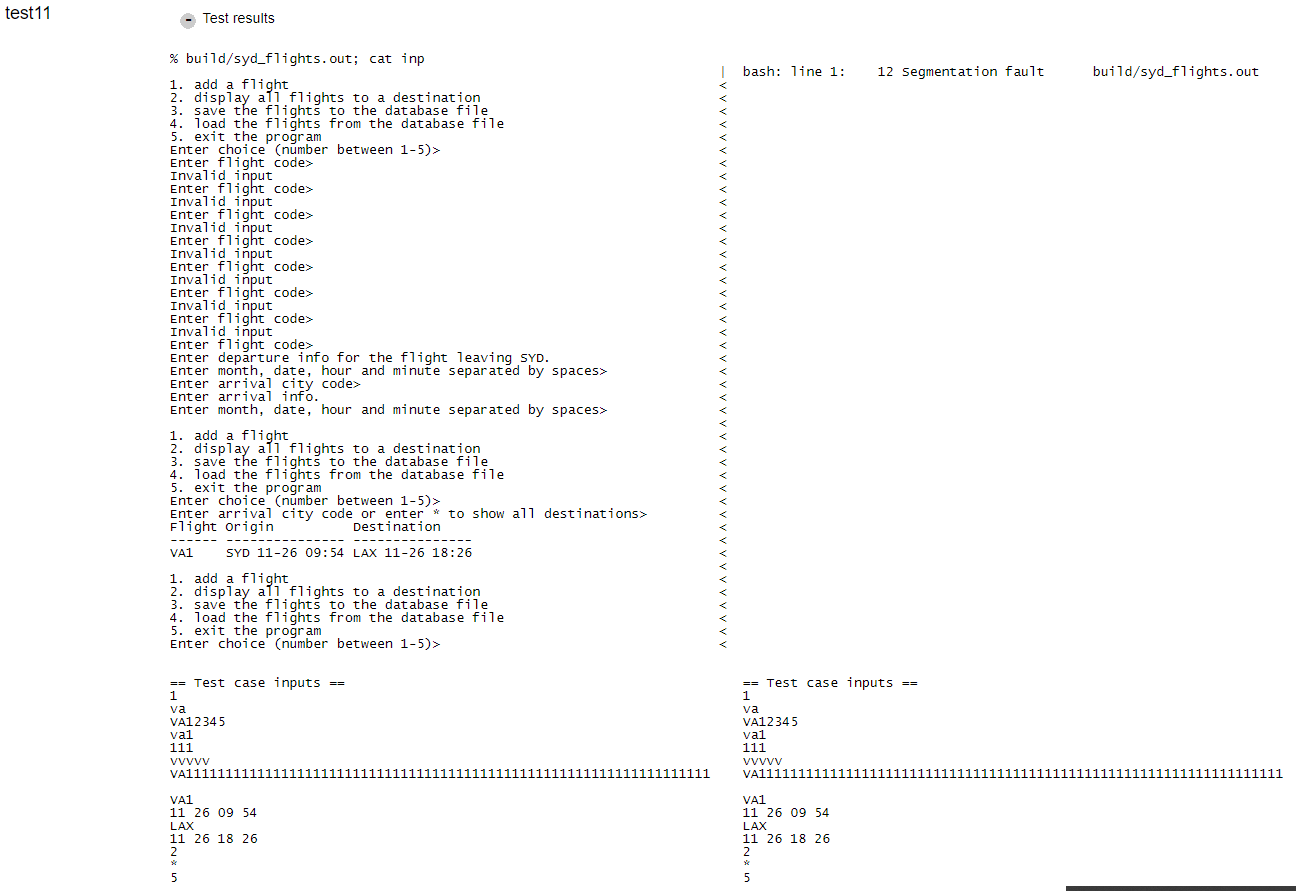 test11
- Test results
% build/syd_flights.out; cat inp
| bash: line 1: 12 Segmentation fault build/syd_flights.out
1. add a flight <
2. display all flights to a destination <
3. save the flights to the database file <
4. load the flights from the database file <
5. exit the program <
Enter choice (number between 1-5)> <
Enter flight code> <
Invalid input <
Enter flight code> <
Invalid input <
Enter flight code> <
Invalid input <
Enter flight code> <
Invalid input <
Enter flight code> <
Invalid input <
Enter flight code> <
Invalid input <
Enter flight code> <
Invalid input <
Enter flight code> <
Enter departure info for the flight leaving SYD. <
Enter month, date, hour and minute separated by spaces> <
Enter arrival city code> <
Enter arrival info. <
Enter month, date, hour and minute separated by spaces> <
<
1. add a flight <
2. display all flights to a destination <
3. save the flights to the database file <
4. load the flights from the database file <
5. exit the program <
Enter choice (number between 1-5)> <
Enter arrival city code or enter * to show all destinations> <
Flight Origin Destination <
------ --------------- --------------- <
VA1 SYD 11-26 09:54 LAX 11-26 18:26 <
<
1. add a flight <
2. display all flights to a destination <
3. save the flights to the database file <
4. load the flights from the database file <
5. exit the program <
Enter choice (number between 1-5)> <
== Test case inputs == == Test case inputs ==
1 1
va va
VA12345 VA12345
va1 va1
111 111
vvvvv vvvvv
VA111111111111111111111111111111111111111111111111111111111111111111 VA111111111111111111111111111111111111111111111111111111111111111111
VA1 VA1
11 26 09 54 11 26 09 54
LAX LAX
11 26 18 26 11 26 18 26
2 2
* *
5 5